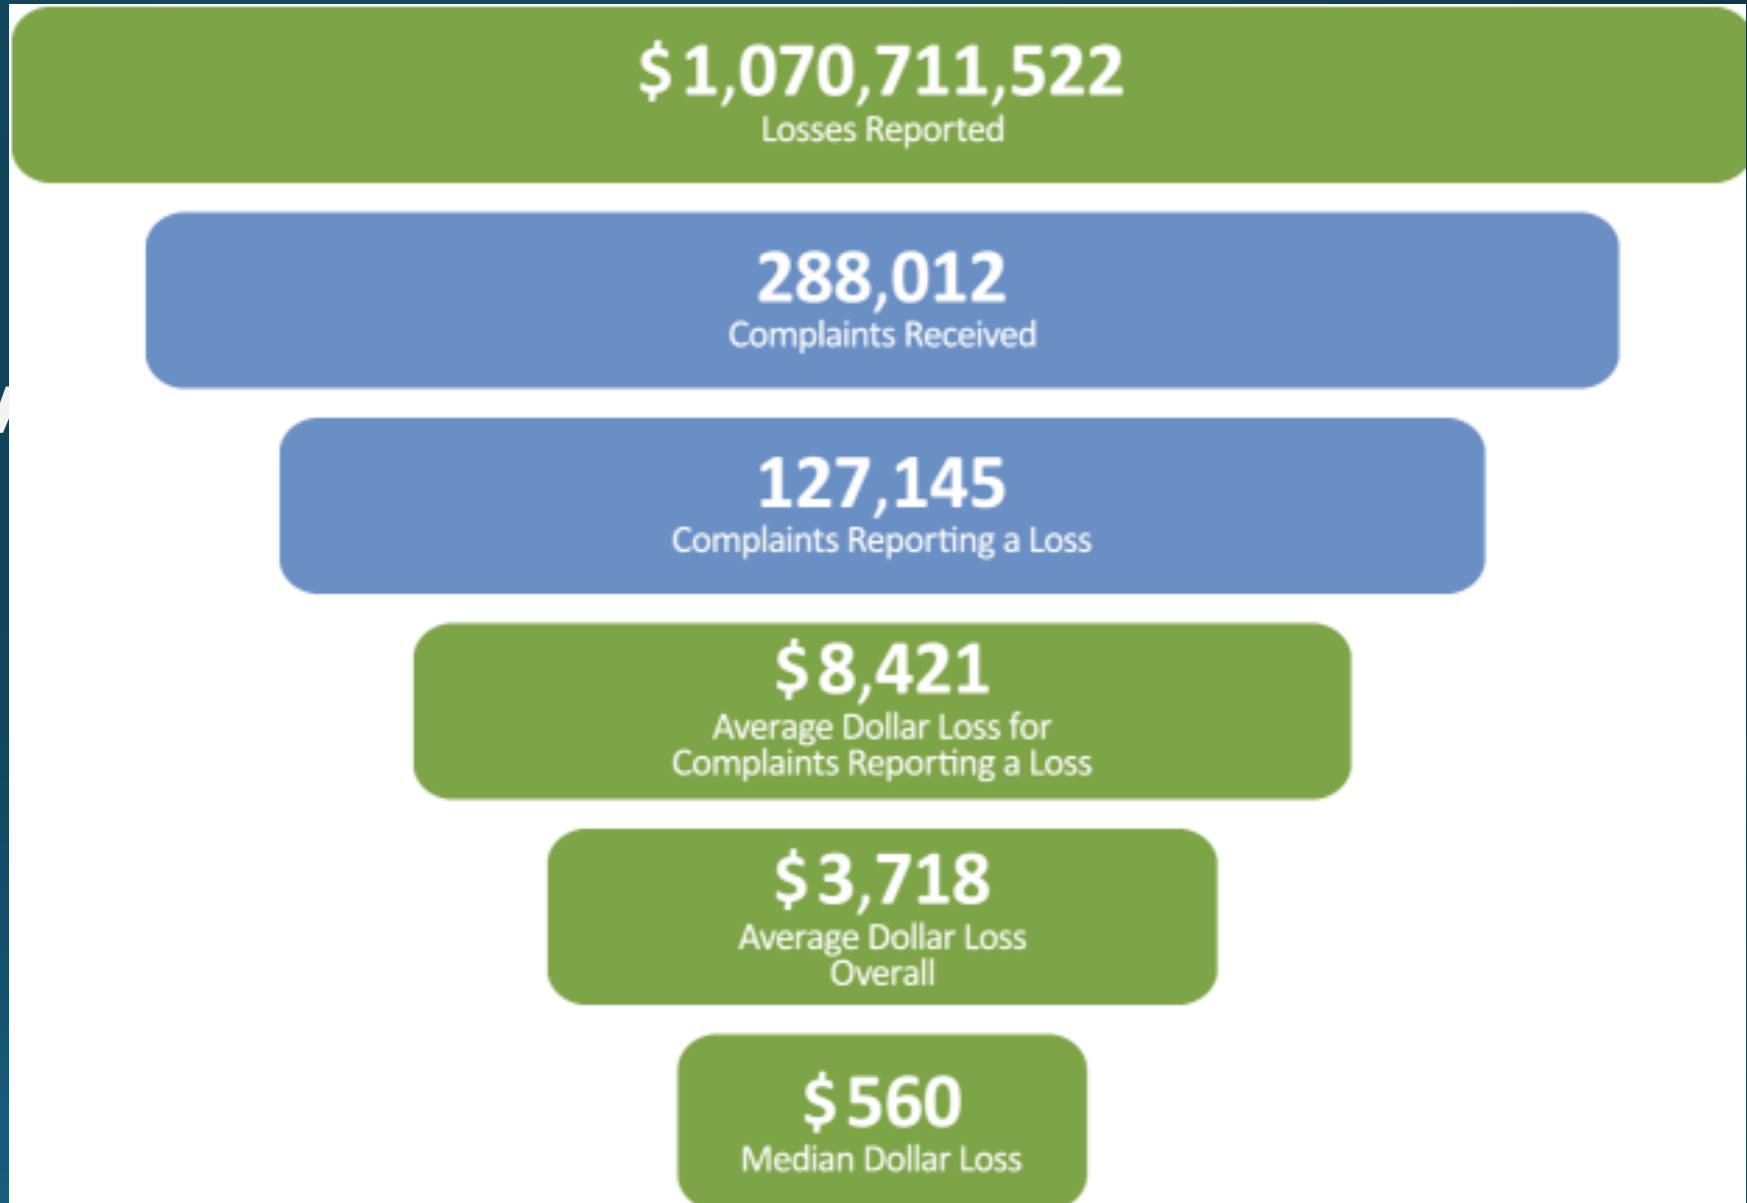 $1,070,711,522
Losses Reported
288,012
Complaints Received
127,145
Complaints Reporting a Loss
$8,421
Average Dollar Loss for
Complaints Reporting a Loss
$3,718
Average Dollar Loss
Overall
$560
Median Dollar Loss